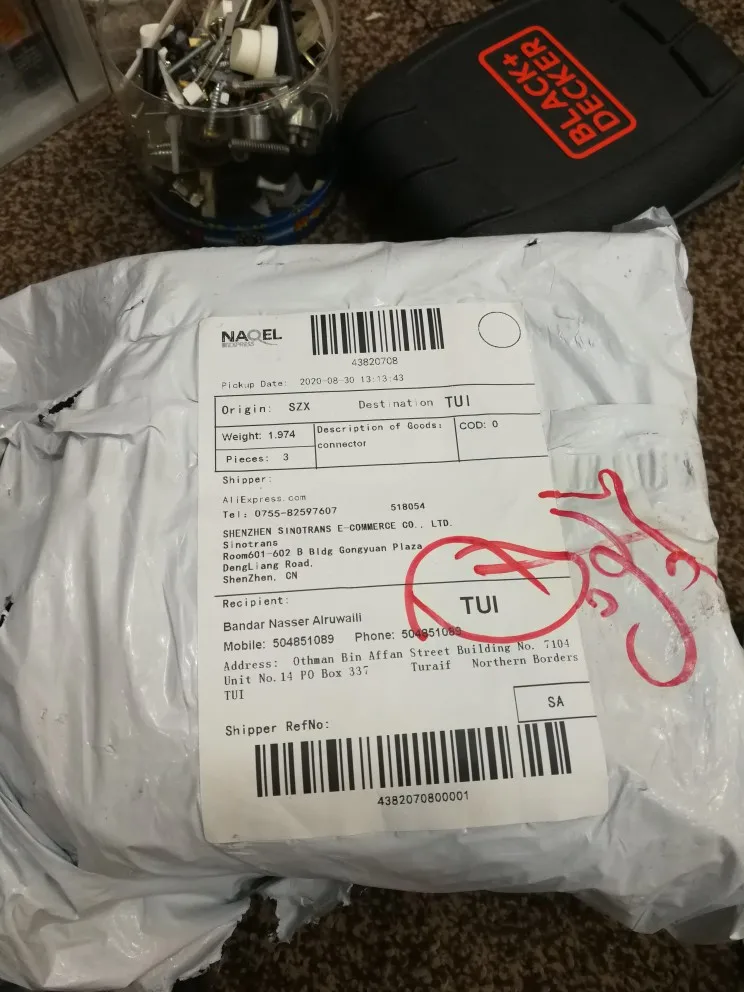 BLACK+
DECKER
NAQEL
EXPRESS
43820708
Pickup Date: 2020-08-30 13:13:43
Origin: SZX Destination TUI
Weight: 1.974 Description of Goods: COD: 0
connector
Pieces: 3
Shipper:
AliExpress.com
Tel: 0755-82597607 518054
SHENZHEN SINOTRANS E-COMMERCE CO., LTD.
Sinotrans
Room601-602 B Bldg Gongyuan Plaza
DengLiang Road,
ShenZhen, CN
Recipient:
TUI
Bandar Nasser Alruwaili
Mobile: 504851089 Phone: 504851089
Address: Othman Bin Affan Street Building No. 7104
Unit No.14 PO Box 337 Turaif Northern Borders
TUI
SA
Shipper RefNo:
4382070800001